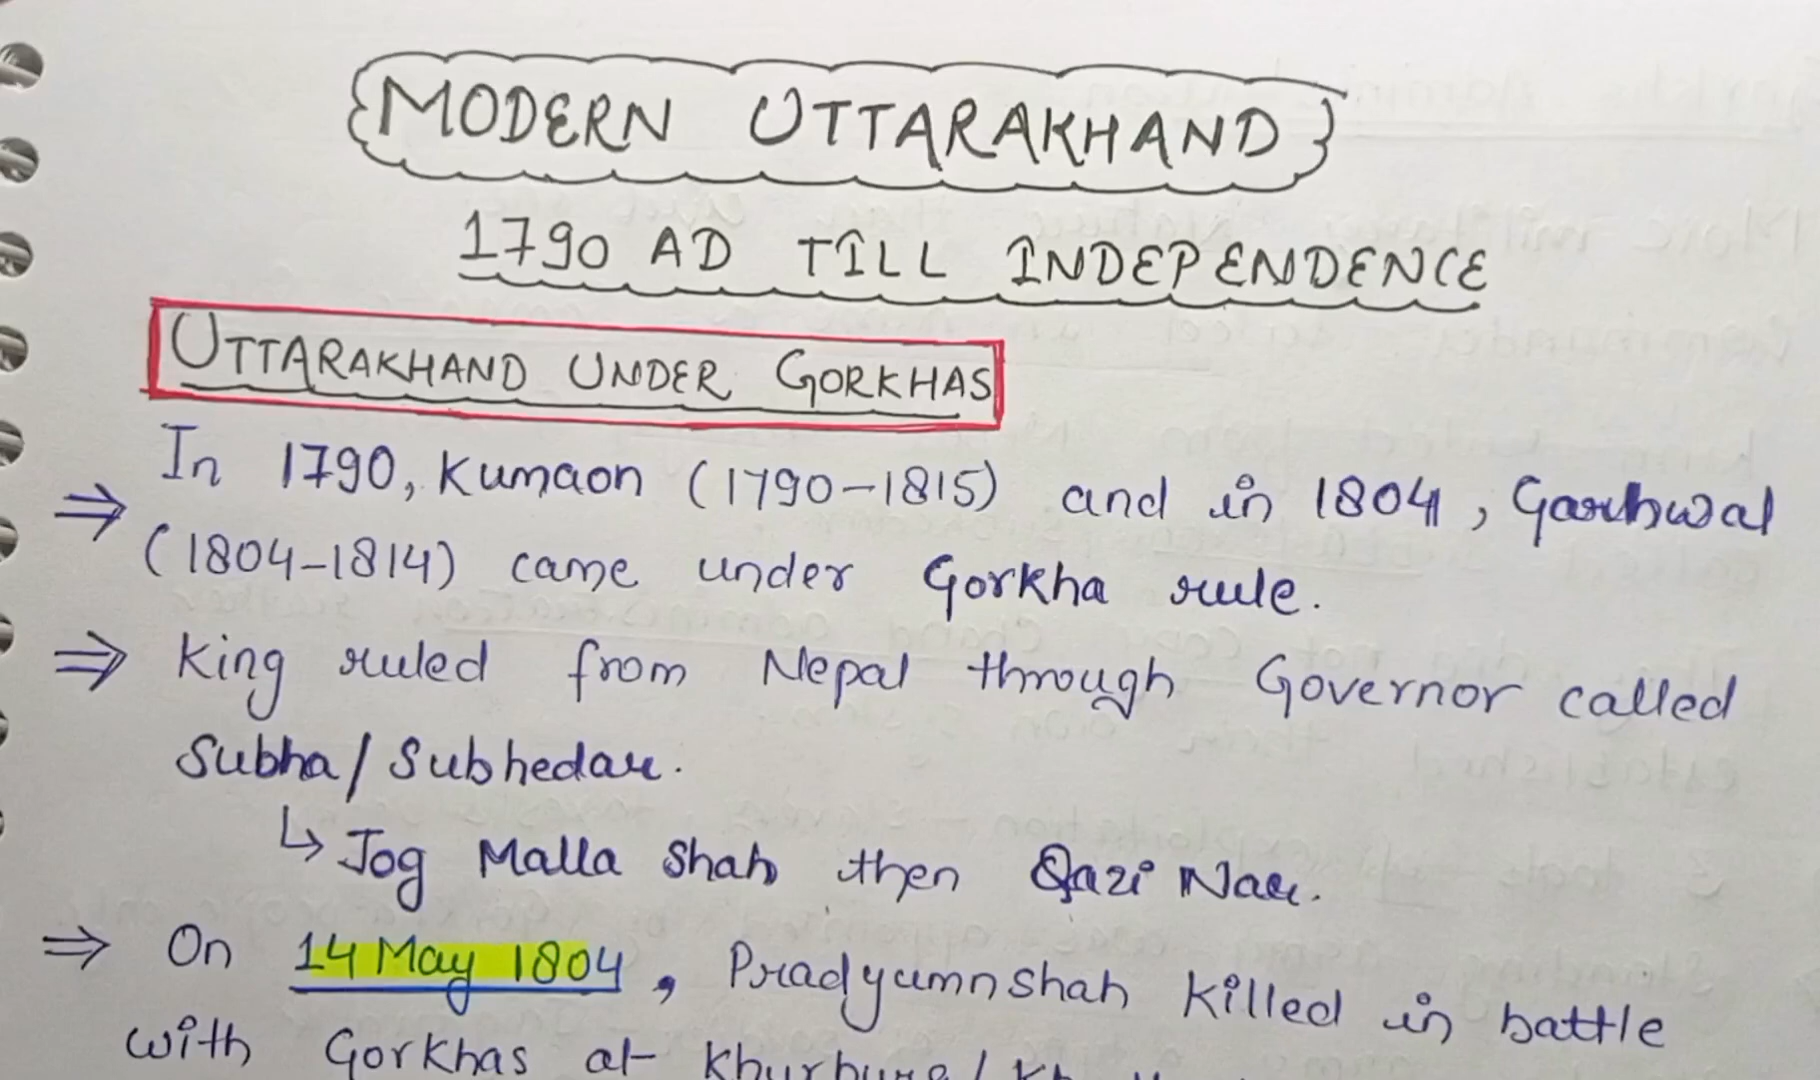 {MODERN UTTARAKHAND}
1790 AD TILL INDEPENDENCE
UTTARAKHAND UNDER GORKHAS
⇒ In 1790, Kumaon (1790-1815) and in 1804, Garhwal
(1804-1814) came under Gorkha rule.
⇒ King ruled from Nepal through Governor called
Subha/Subhedar.
↳ Jog Malla Shah then Qazi Nar.
⇒ On 14 May 1804, Pradyumnshah killed in battle
with Gorkhas at